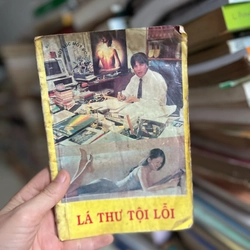 LÁ THƯ TỘI LỖI